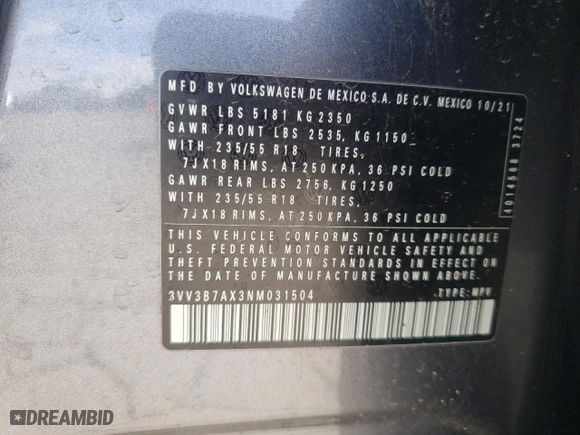 MFD BY VOLKSWAGEN DE MEXICO S.A. DE C.V. MEXICO 10/21
GVWR LBS 5181 KG 2350
GAWR FRONT LBS 2535, KG 1150
WITH 235/55 R18 TIRES,
7JX18 RIMS, AT 250 KPA, 36 PSI COLD
GAWR REAR LBS 2756, KG 1250
WITH 235/55 R18 TIRES,
7JX18 RIMS, AT 250 KPA, 36 PSI COLD
THIS VEHICLE CONFORMS TO ALL APPLICABLE
U.S. FEDERAL MOTOR VEHICLE SAFETY AND
THEFT PREVENTION STANDARDS IN EFFECT ON
THE DATE OF MANUFACTURE SHOWN ABOVE.
3VV3B7AX3NM031504 TYPE: MPV
401456B 3724
DREAMBID